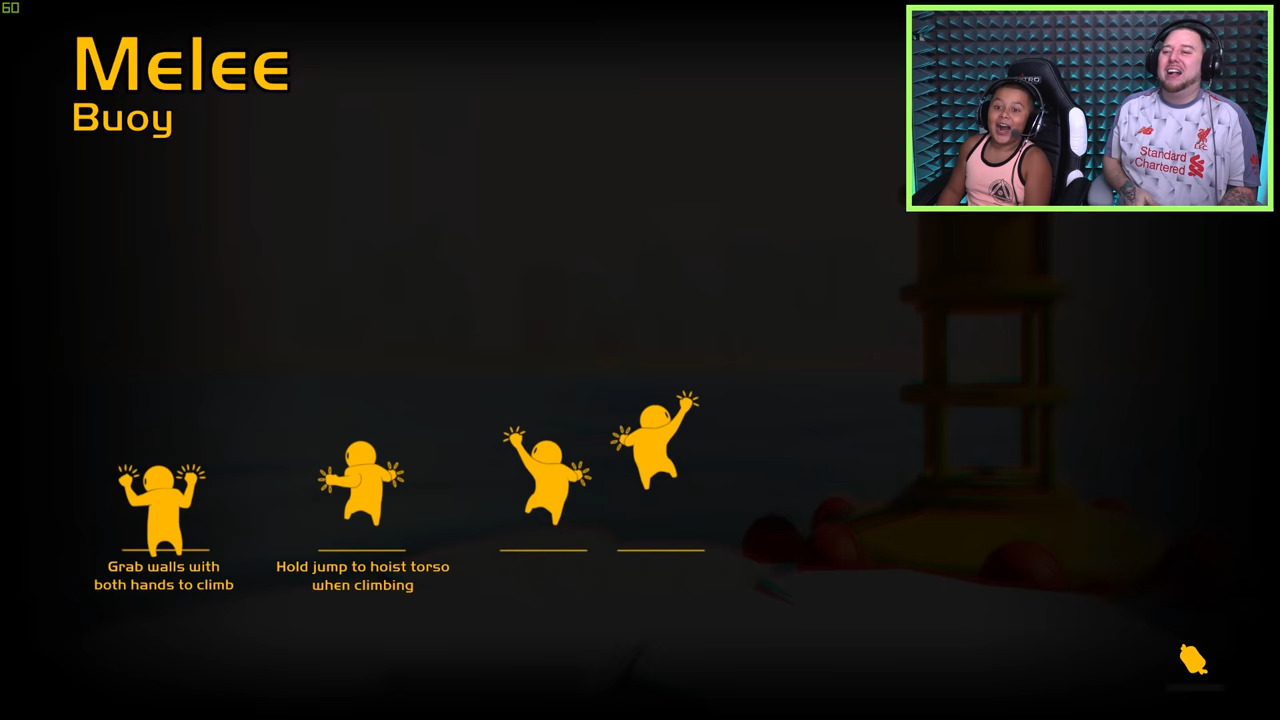 60
Melee
Buoy
Standard
Chartered
L.F.C.
Grab walls with
both hands to climb
Hold jump to hoist torso
when climbing